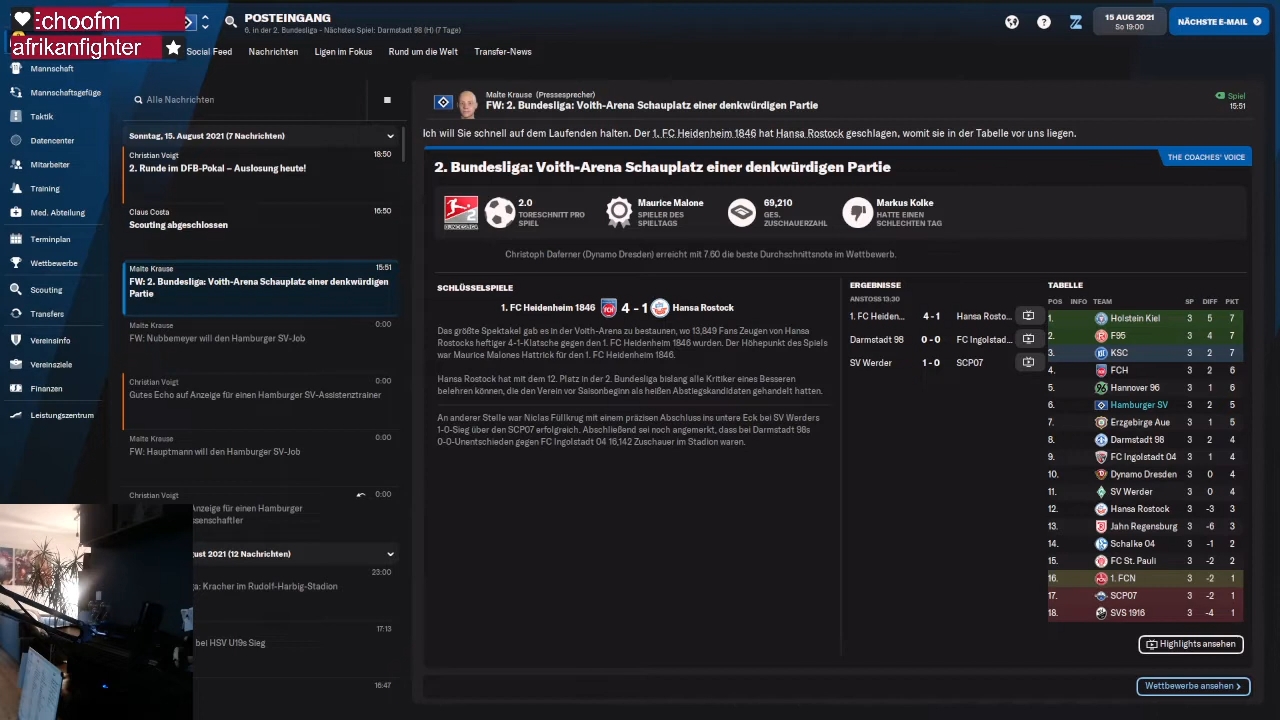 Echoofm
afrikanfighter
POSTEINGANG
6. in der 2. Bundesliga - Nächstes Spiel: Darmstadt 98 (H) (7 Tage)
15 AUG 2021
So 19:00
NÄCHSTE E-MAIL
Social Feed
Nachrichten
Ligen im Fokus
Rund um die Welt
Transfer-News
Mannschaft
Mannschaftsgefüge
Taktik
Datencenter
Mitarbeiter
Training
Med. Abteilung
Terminplan
Wettbewerbe
Scouting
Transfers
Vereinsinfo
Vereinsziele
Finanzen
Leistungszentrum
Alle Nachrichten
Sonntag, 15. August 2021 (7 Nachrichten)
Christian Voigt 18:50
2. Runde im DFB-Pokal – Auslosung heute!
Claus Costa 16:50
Scouting abgeschlossen
Malte Krause 15:51
FW: 2. Bundesliga: Voith-Arena Schauplatz einer denkwürdigen
Partie
Malte Krause 0:00
FW: Nubbemeyer will den Hamburger SV-Job
Christian Voigt 0:00
Gutes Echo auf Anzeige für einen Hamburger SV-Assistenztrainer
Malte Krause 0:00
FW: Hauptmann will den Hamburger SV-Job
Christian Voigt 0:00
Anzeige für einen Hamburger
ust 2021 (12 Nachrichten)
23:00
Kracher im Rudolf-Harbig-Stadion
17:13
bei HSV U19s Sieg
16:47
Malte Krause (Pressesprecher)
FW: 2. Bundesliga: Voith-Arena Schauplatz einer denkwürdigen Partie
Spiel
15:51
Ich will Sie schnell auf dem Laufenden halten. Der 1. FC Heidenheim 1846 hat Hansa Rostock geschlagen, womit sie in der Tabelle vor uns liegen.
THE COACHES' VOICE
2. Bundesliga: Voith-Arena Schauplatz einer denkwürdigen Partie
2.0
TORESCHNITT PRO
SPIEL
Maurice Malone
SPIELER DES
SPIELTAGS
69,210
GES.
ZUSCHAUERZAHL
Markus Kolke
HATTE EINEN
SCHLECHTEN TAG
Christoph Daferner (Dynamo Dresden) erreicht mit 7.60 die beste Durchschnittsnote im Wettbewerb.
SCHLÜSSELSPIELE
1. FC Heidenheim 1846 4 - 1 Hansa Rostock
Das größte Spektakel gab es in der Voith-Arena zu bestaunen, wo 13,849 Fans Zeugen von Hansa
Rostocks heftiger 4-1-Klatsche gegen den 1. FC Heidenheim 1846 wurden. Der Höhepunkt des Spiels
war Maurice Malones Hattrick für den 1. FC Heidenheim 1846.
Hansa Rostock hat mit dem 12. Platz in der 2. Bundesliga bislang alle Kritiker eines Besseren
belehren können, die den Verein vor Saisonbeginn als heißen Abstiegskandidaten gehandelt hatten.
An anderer Stelle war Niclas Füllkrug mit einem präzisen Abschluss ins untere Eck bei SV Werders
1-0-Sieg über den SCP07 erfolgreich. Abschließend sei noch angemerkt, dass bei Darmstadt 98s
0-0-Unentschieden gegen FC Ingolstadt 04 16,142 Zuschauer im Stadion waren.
ERGEBNISSE
ANSTOSS 13:30
1. FC Heiden... 4 - 1 Hansa Rosto...
Darmstadt 98 0 - 0 FC Ingolstad...
SV Werder 1 - 0 SCP07
TABELLE
POS INFO TEAM SP DIFF PKT
1. Holstein Kiel 3 5 7
2. F95 3 4 7
3. KSC 3 2 7
4. FCH 3 2 6
5. Hannover 96 3 1 6
6. Hamburger SV 3 2 5
7. Erzgebirge Aue 3 1 5
8. Darmstadt 98 3 2 4
9. FC Ingolstadt 04 3 1 4
10. Dynamo Dresden 3 0 4
11. SV Werder 3 0 4
12. Hansa Rostock 3 -3 3
13. Jahn Regensburg 3 -6 3
14. Schalke 04 3 -1 2
15. FC St. Pauli 3 -2 2
16. 1. FCN 3 -2 1
17. SCP07 3 -2 1
18. SVS 1916 3 -4 1
Highlights ansehen
Wettbewerbe ansehen